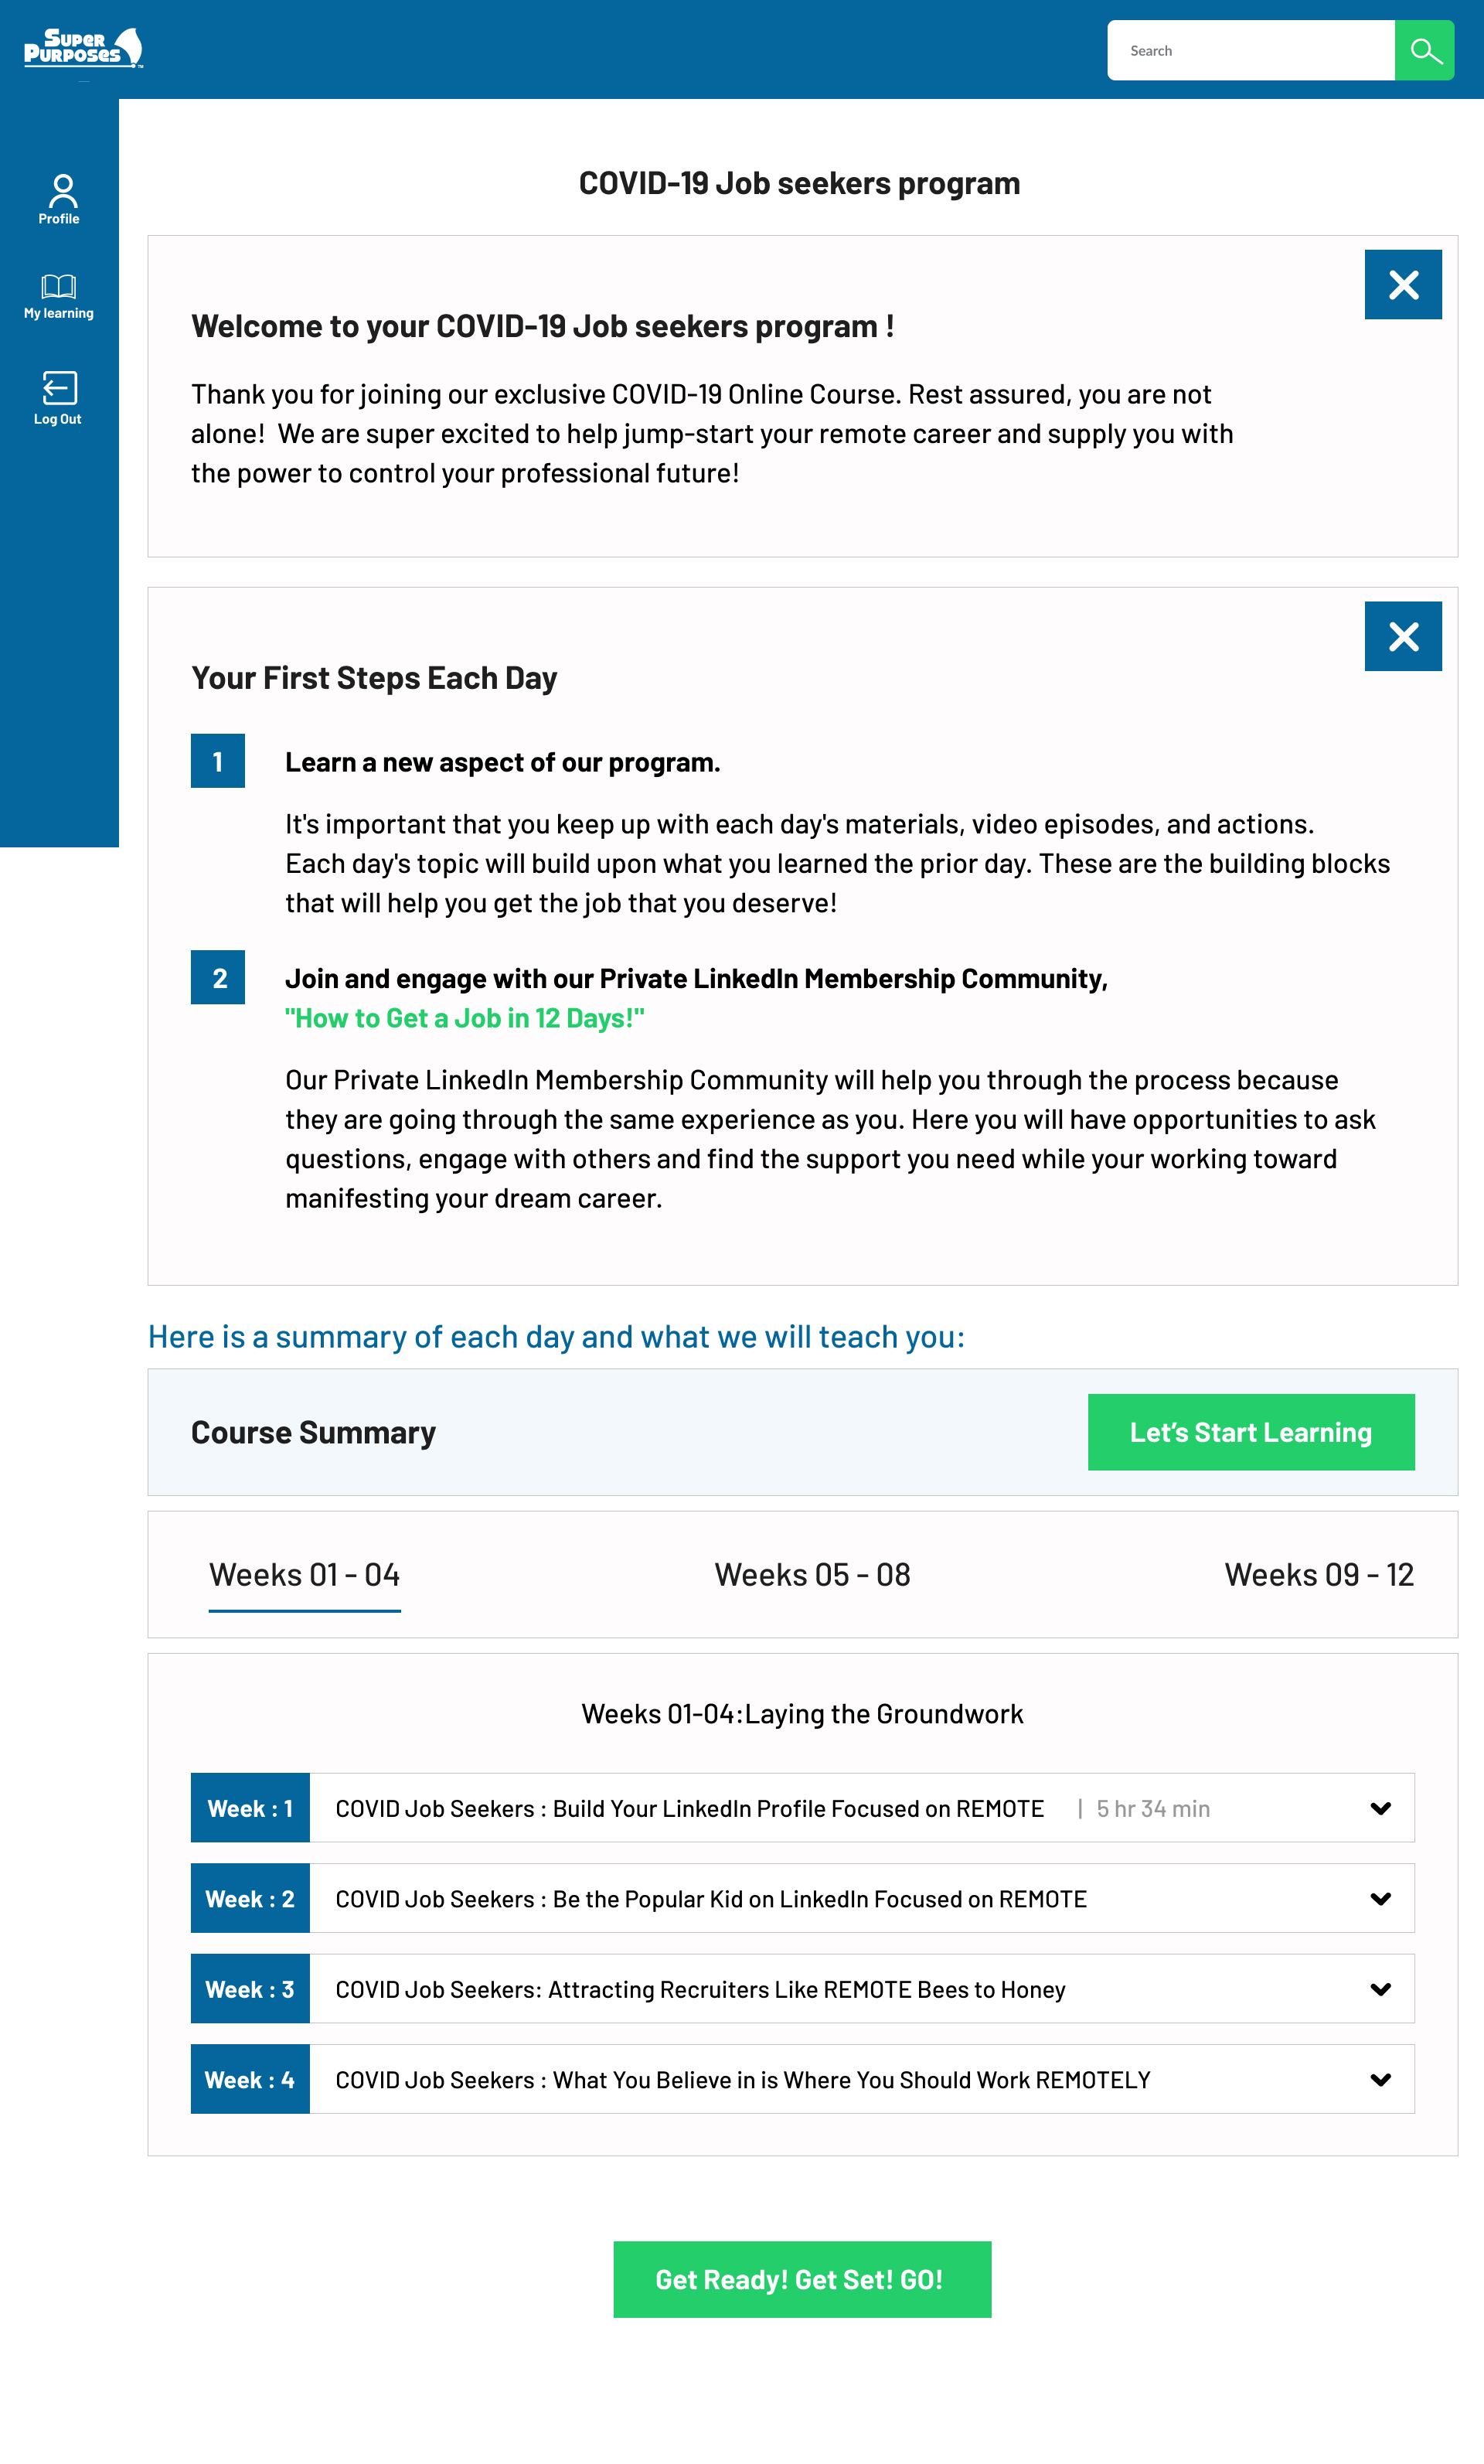 SUPER
PURPOSES
TM
Search
Profile
My learning
Log Out
COVID-19 Job seekers program
Welcome to your COVID-19 Job seekers program !
Thank you for joining our exclusive COVID-19 Online Course. Rest assured, you are not
alone!  We are super excited to help jump-start your remote career and supply you with
the power to control your professional future!
Your First Steps Each Day
1
Learn a new aspect of our program.
It's important that you keep up with each day's materials, video episodes, and actions.
Each day's topic will build upon what you learned the prior day. These are the building blocks
that will help you get the job that you deserve!
2
Join and engage with our Private LinkedIn Membership Community,
"How to Get a Job in 12 Days!"
Our Private LinkedIn Membership Community will help you through the process because
they are going through the same experience as you. Here you will have opportunities to ask
questions, engage with others and find the support you need while your working toward
manifesting your dream career.
Here is a summary of each day and what we will teach you:
Course Summary
Let's Start Learning
Weeks 01 - 04
Weeks 05 - 08
Weeks 09 - 12
Weeks 01-04:Laying the Groundwork
Week : 1 COVID Job Seekers : Build Your LinkedIn Profile Focused on REMOTE | 5 hr 34 min
Week : 2 COVID Job Seekers : Be the Popular Kid on LinkedIn Focused on REMOTE
Week : 3 COVID Job Seekers: Attracting Recruiters Like REMOTE Bees to Honey
Week : 4 COVID Job Seekers : What You Believe in is Where You Should Work REMOTELY
Get Ready! Get Set! GO!